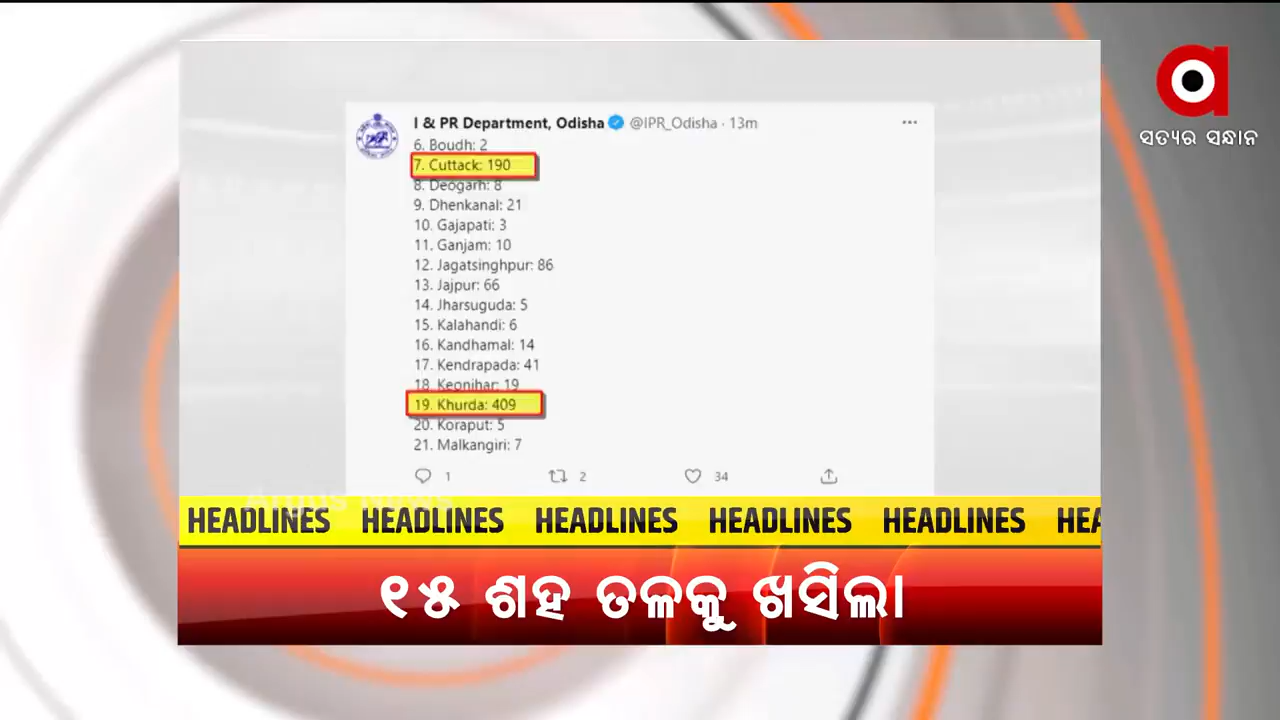 I & PR Department, Odisha @IPR_Odisha · 13m
6. Boudh: 2
7. Cuttack: 190
8. Deogarh: 8
9. Dhenkanal: 21
10. Gajapati: 3
11. Ganjam: 10
12. Jagatsinghpur: 86
13. Jajpur: 66
14. Jharsuguda: 5
15. Kalahandi: 6
16. Kandhamal: 14
17. Kendrapada: 41
18. Keonjhar: 19
19. Khurda: 409
20. Koraput: 5
21. Malkangiri: 7
1 2 34
ସତ୍ୟର ସନ୍ଧାନ
Argus News
HEADLINES HEADLINES HEADLINES HEADLINES HEADLINES HEA
୧୫ ଶହ ତଳକୁ ଖସିଲା